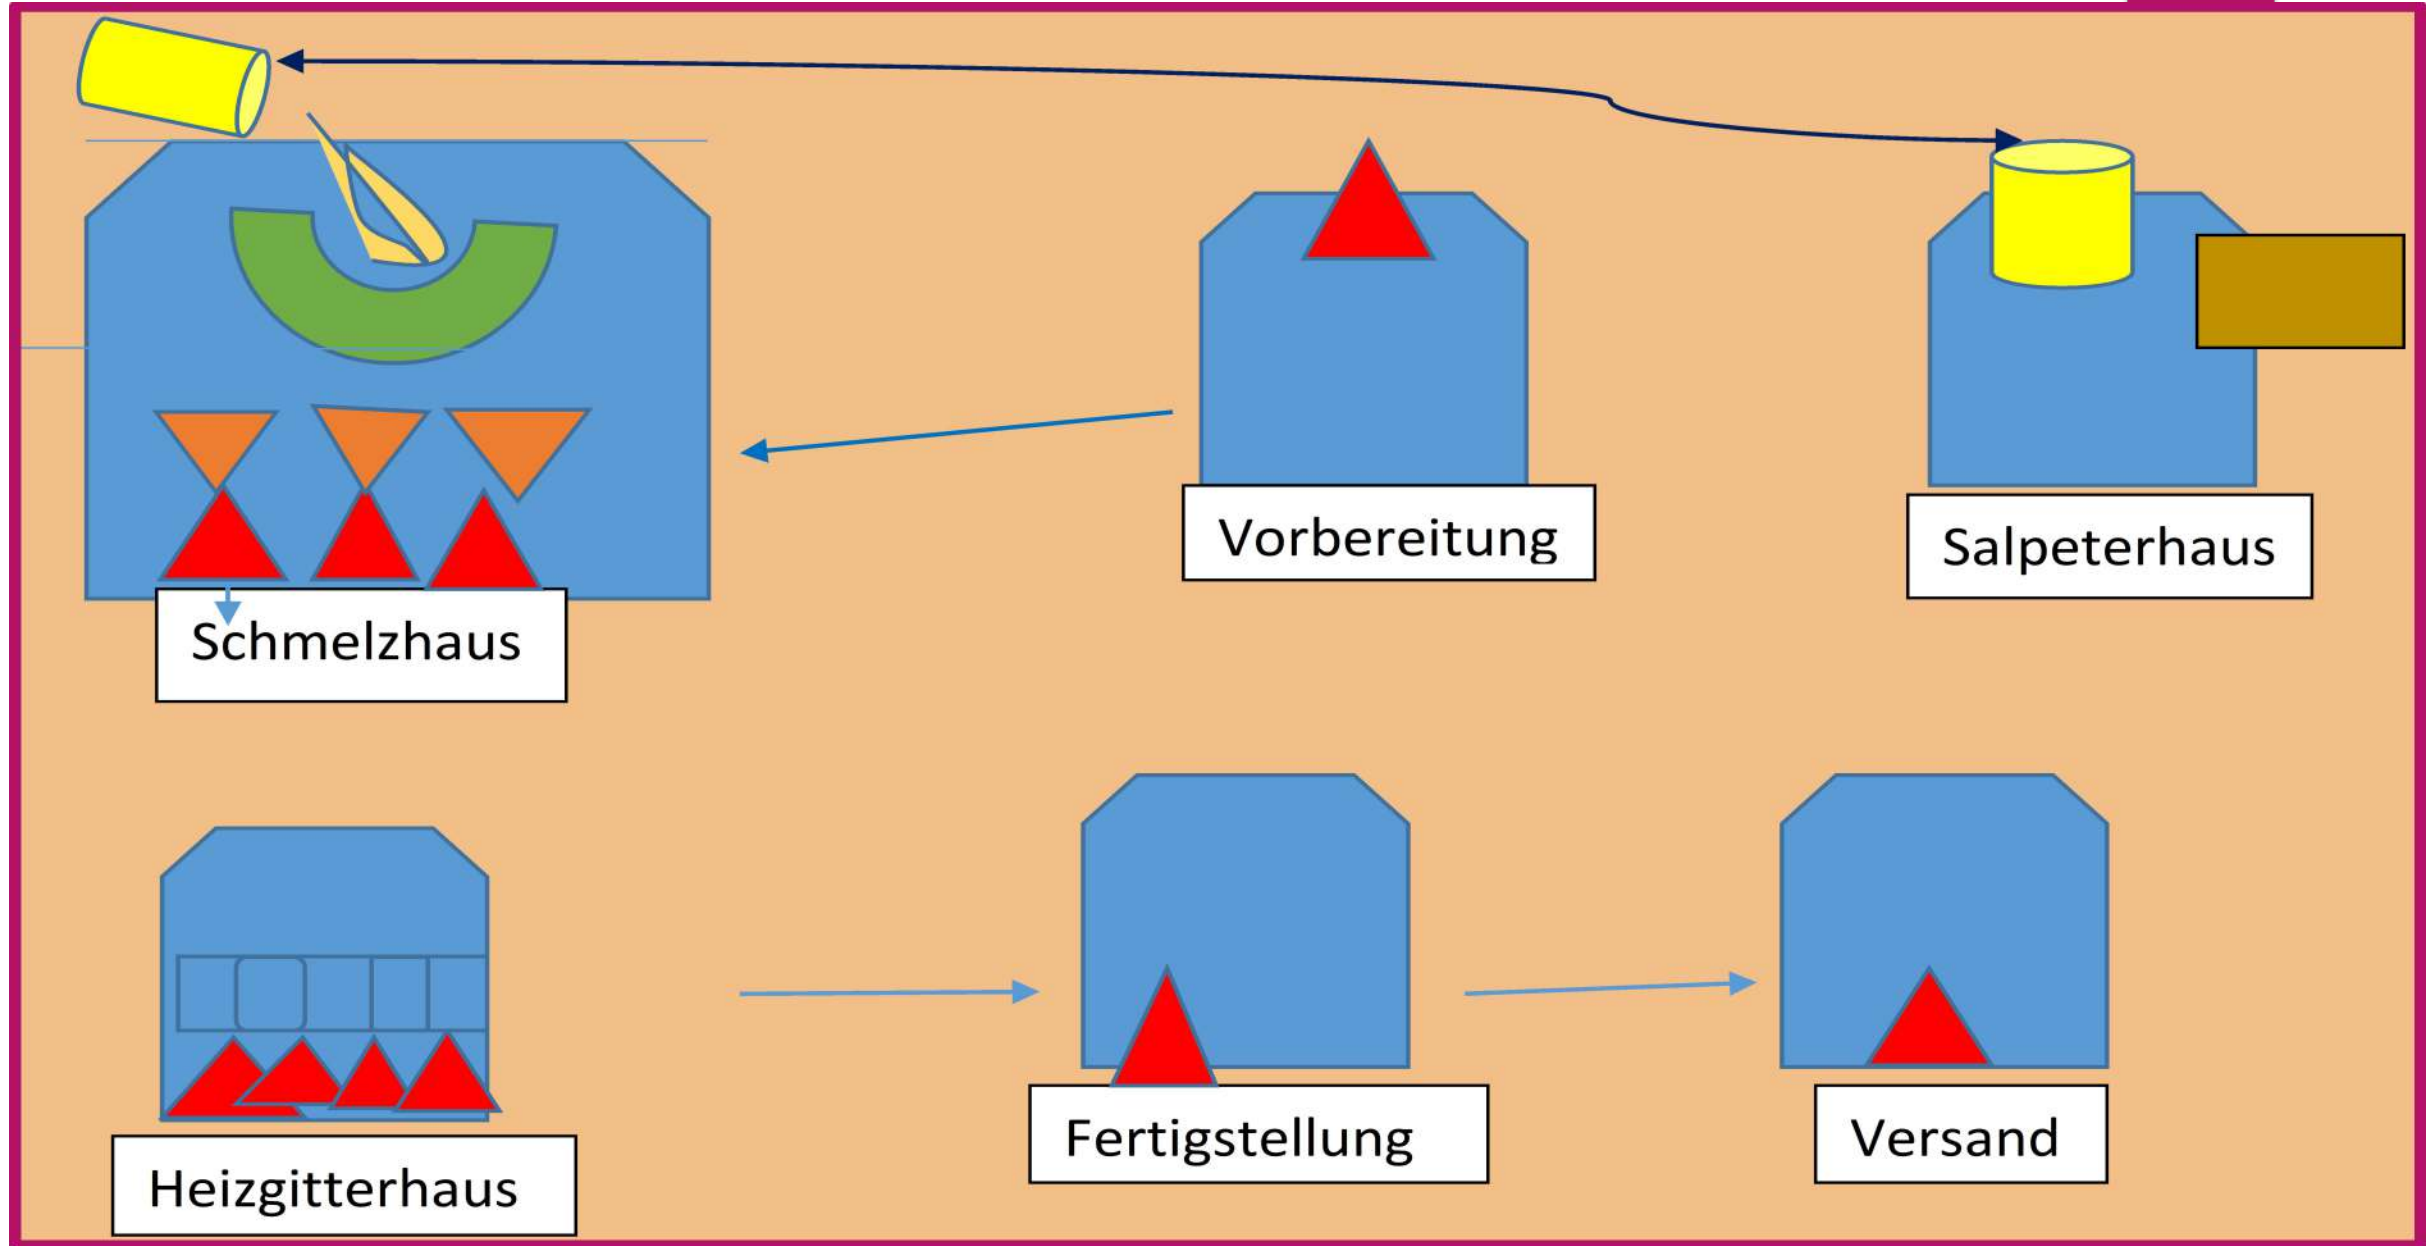 Vorbereitung
Salpeterhaus
Schmelzhaus
Heizgitterhaus
Fertigstellung
Versand